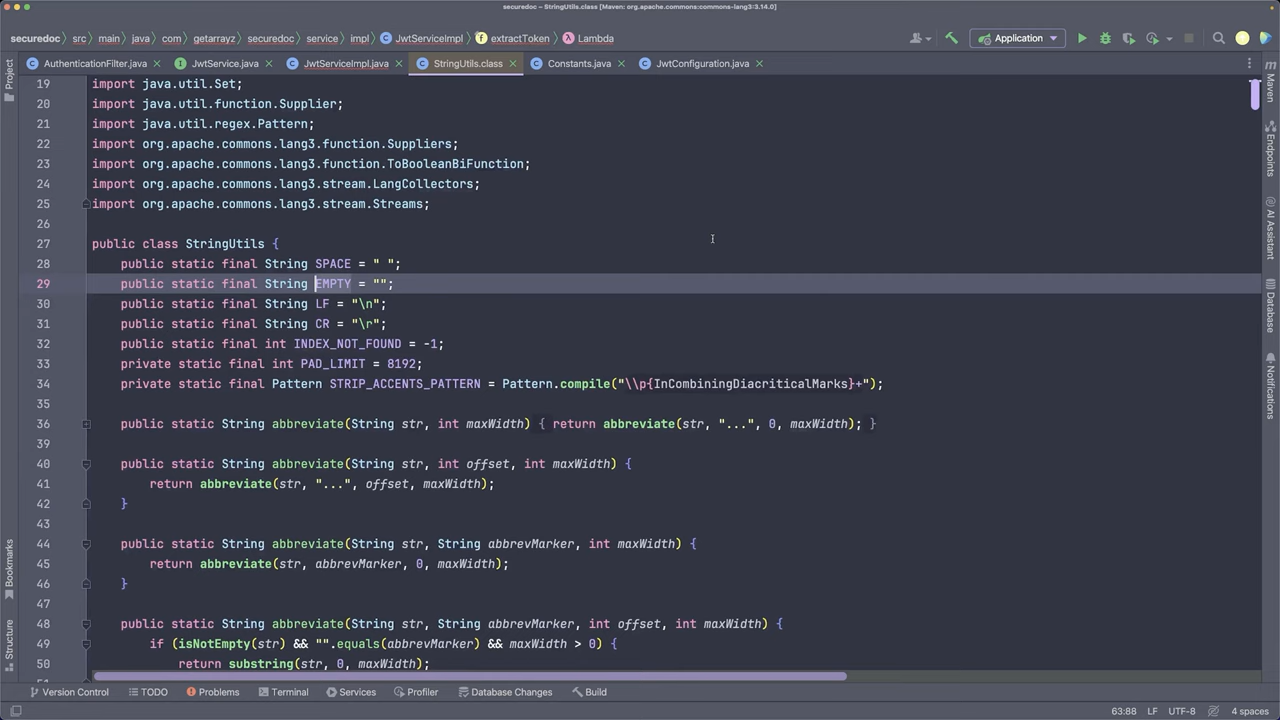 securedoc – StringUtils.class [Maven: org.apache.commons:commons-lang3:3.14.0]
securedoc src main java com getarrayz securedoc service impl JwtServiceImpl extractToken Lambda Application
AuthenticationFilter.java JwtService.java JwtServiceImpl.java StringUtils.class Constants.java JwtConfiguration.java
Project
Bookmarks
Structure
Maven
Endpoints
AI Assistant
Database
Notifications
19 import java.util.Set;
20 import java.util.function.Supplier;
21 import java.util.regex.Pattern;
22 import org.apache.commons.lang3.function.Suppliers;
23 import org.apache.commons.lang3.function.ToBooleanBiFunction;
24 import org.apache.commons.lang3.stream.LangCollectors;
25 import org.apache.commons.lang3.stream.Streams;
26
27 public class StringUtils {
28 public static final String SPACE = " ";
29 public static final String EMPTY = "";
30 public static final String LF = "\n";
31 public static final String CR = "\r";
32 public static final int INDEX_NOT_FOUND = -1;
33 private static final int PAD_LIMIT = 8192;
34 private static final Pattern STRIP_ACCENTS_PATTERN = Pattern.compile("\\p{InCombiningDiacriticalMarks}+");
35
36 public static String abbreviate(String str, int maxWidth) { return abbreviate(str, "...", 0, maxWidth); }
39
40 public static String abbreviate(String str, int offset, int maxWidth) {
41 return abbreviate(str, "...", offset, maxWidth);
42 }
43
44 public static String abbreviate(String str, String abbrevMarker, int maxWidth) {
45 return abbreviate(str, abbrevMarker, 0, maxWidth);
46 }
47
48 public static String abbreviate(String str, String abbrevMarker, int offset, int maxWidth) {
49 if (isNotEmpty(str) && "".equals(abbrevMarker) && maxWidth > 0) {
50 return substring(str, 0, maxWidth);
Version Control TODO Problems Terminal Services Profiler Database Changes Build
63:88 LF UTF-8 4 spaces